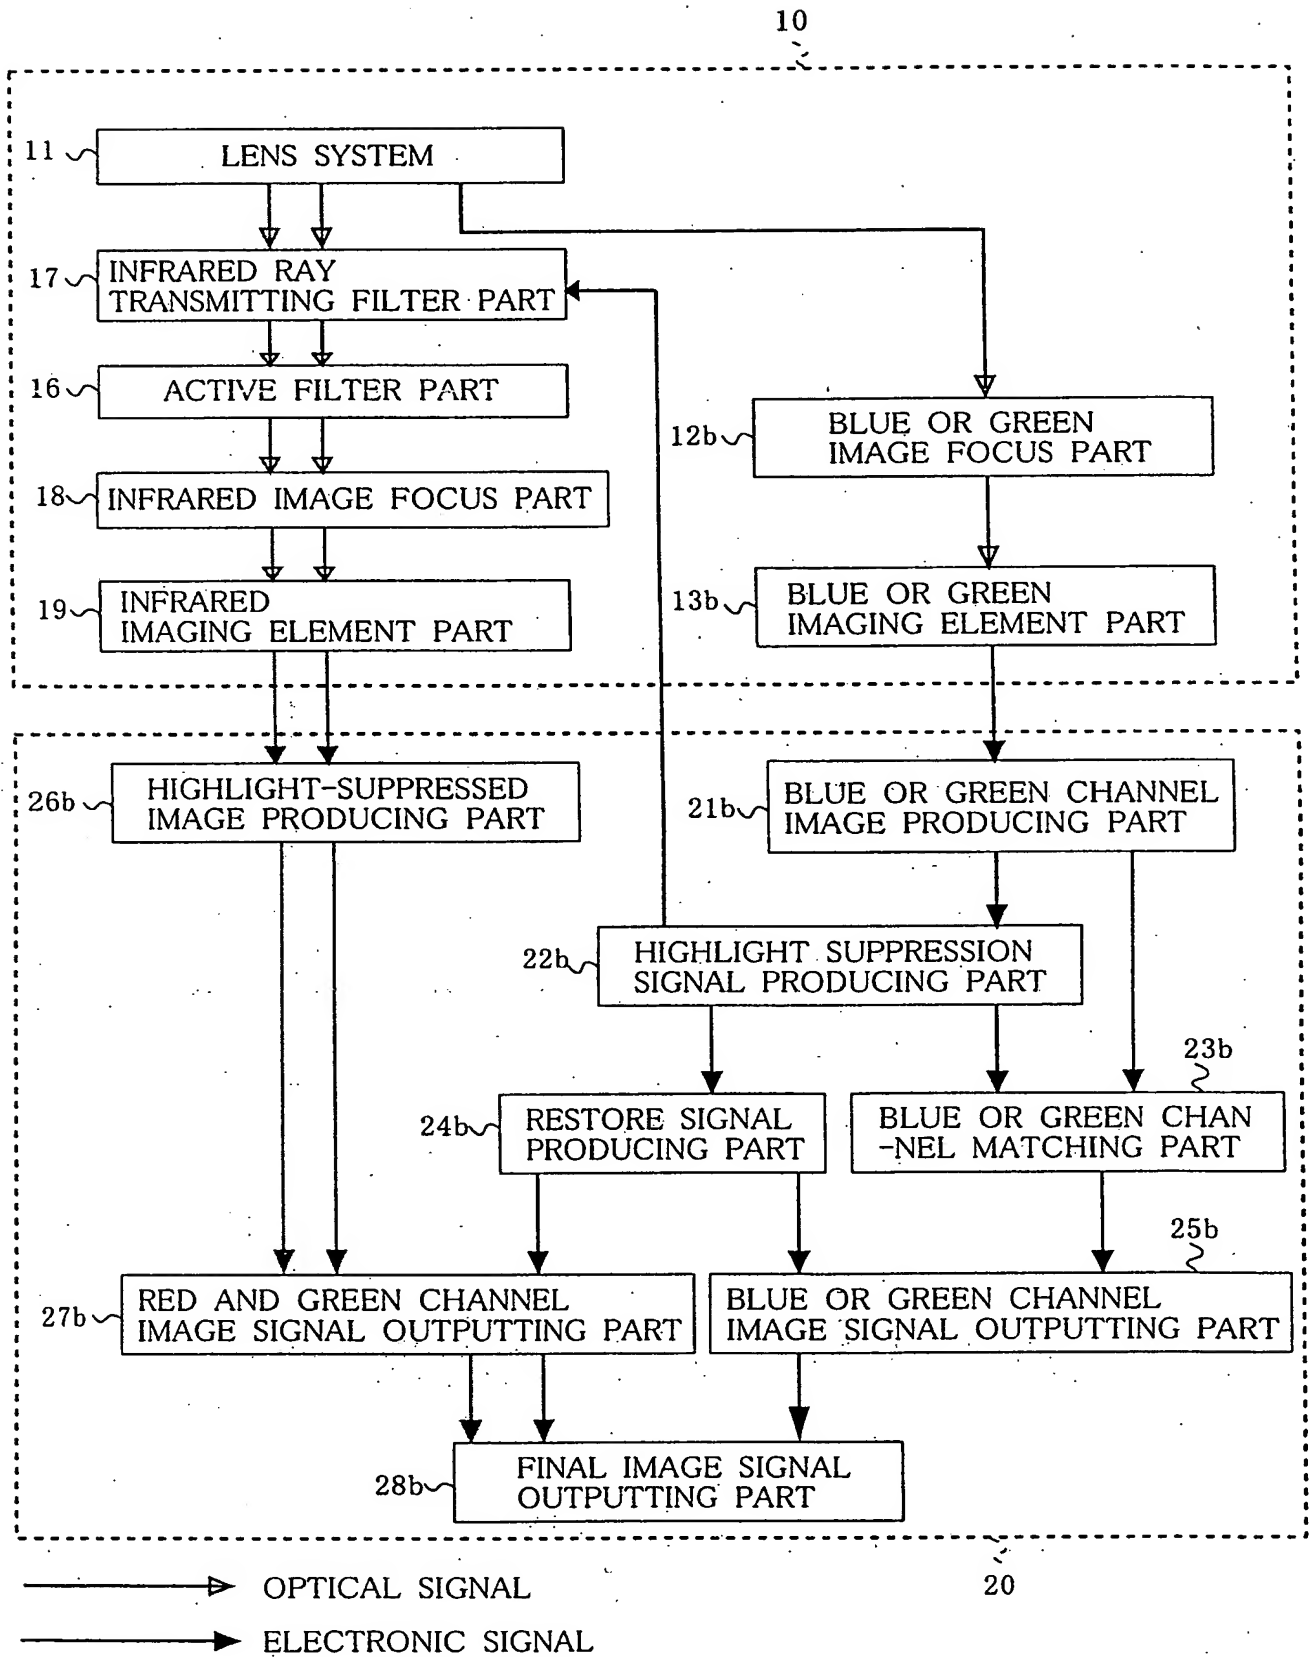 10
11
LENS SYSTEM
17
INFRARED RAY
TRANSMITTING FILTER PART
16
ACTIVE FILTER PART
12b
BLUE OR GREEN
IMAGE FOCUS PART
18
INFRARED IMAGE FOCUS PART
19
INFRARED
IMAGING ELEMENT PART
13b
BLUE OR GREEN
IMAGING ELEMENT PART
26b
HIGHLIGHT-SUPPRESSED
IMAGE PRODUCING PART
21b
BLUE OR GREEN CHANNEL
IMAGE PRODUCING PART
22b
HIGHLIGHT SUPPRESSION
SIGNAL PRODUCING PART
23b
24b
RESTORE SIGNAL
PRODUCING PART
BLUE OR GREEN CHAN
-NEL MATCHING PART
25b
27b
RED AND GREEN CHANNEL
IMAGE SIGNAL OUTPUTTING PART
BLUE OR GREEN CHANNEL
IMAGE SIGNAL OUTPUTTING PART
28b
FINAL IMAGE SIGNAL
OUTPUTTING PART
20
OPTICAL SIGNAL
ELECTRONIC SIGNAL